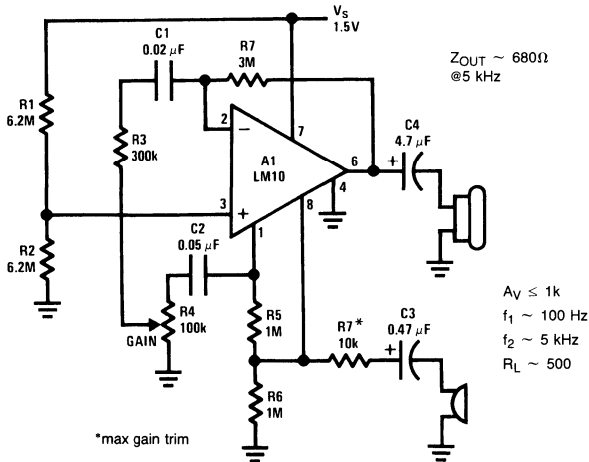 V_S
1.5V
C1
0.02 μF
R7
3M
Z_OUT ~ 680Ω
@5 kHz
R1
6.2M
R3
300k
2
−
7
A1
LM10
6
4
C4
4.7 μF
+
3
+
8
1
R2
6.2M
C2
0.05 μF
R4
100k
GAIN
R5
1M
R7*
10k
C3
0.47 μF
+
A_V ≤ 1k
f_1 ~ 100 Hz
f_2 ~ 5 kHz
R_L ~ 500
R6
1M
*max gain trim